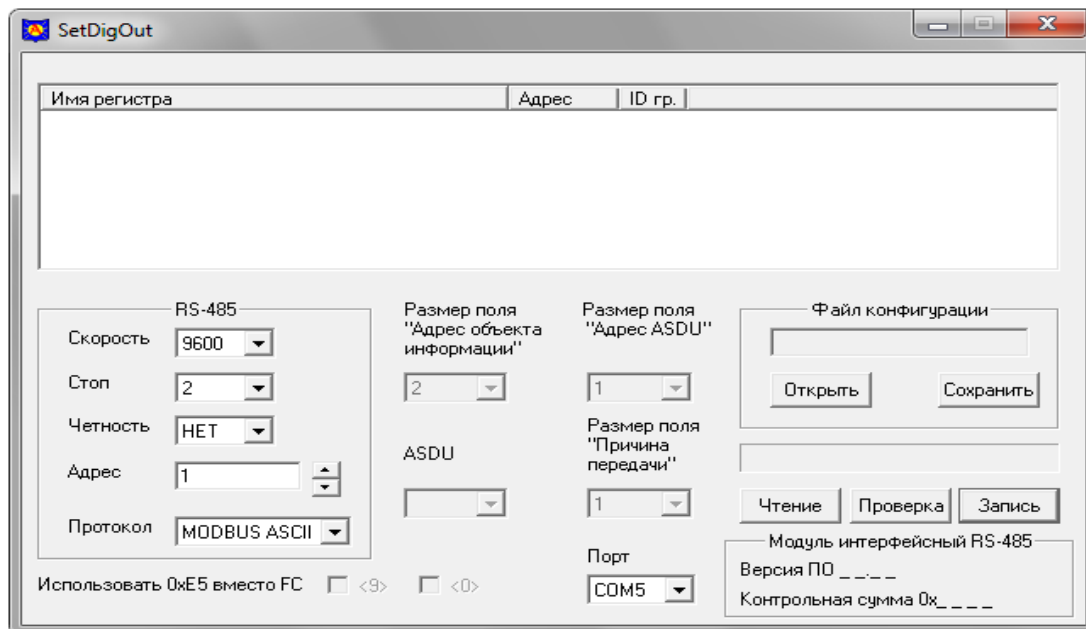 SetDigOut
Имя регистра Адрес ID гр.
RS-485
Скорость 9600
Стоп 2
Четность НЕТ
Адрес 1
Протокол MODBUS ASCII
Использовать 0xE5 вместо FC <9> <0>
Размер поля
"Адрес объекта
информации"
2
ASDU
Размер поля
"Адрес ASDU"
1
Размер поля
"Причина
передачи"
1
Порт
COM5
Файл конфигурации
Открыть Сохранить
Чтение Проверка Запись
Модуль интерфейсный RS-485
Версия ПО _ _._ _
Контрольная сумма 0x_ _ _ _